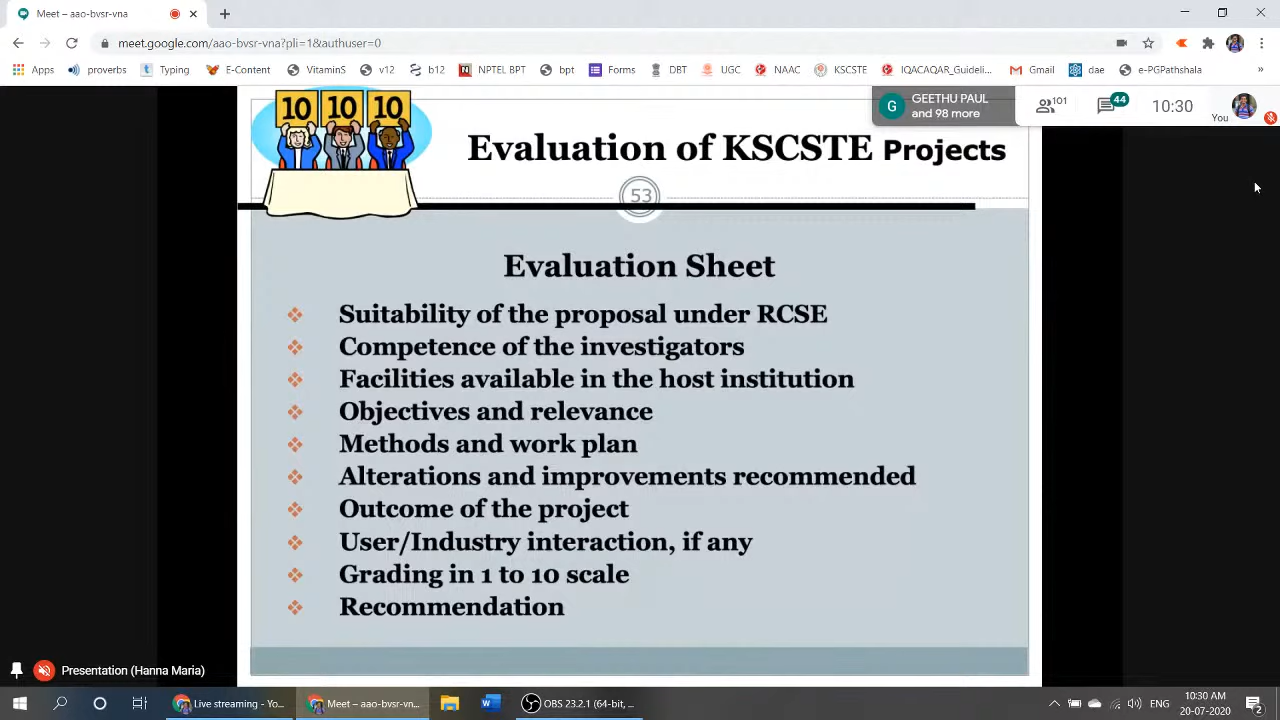 Meet – aao-bvsr-vna
meet.google.com/aao-bvsr-vna?pli=1&authuser=0
Apps
proverbs
Typing
E-Content
VitaminS
v12
b12
NPTEL BPT
bpt
Forms
DBT
UGC
NAAC
KSCSTE
IQACAQAR_Guideli...
Gmail
dae
e-PGPathshala
»
10 10 10
G
GEETHU PAUL
and 98 more
101
44
10:30
You
Evaluation of KSCSTE Projects
53
Evaluation Sheet
Suitability of the proposal under RCSE
Competence of the investigators
Facilities available in the host institution
Objectives and relevance
Methods and work plan
Alterations and improvements recommended
Outcome of the project
User/Industry interaction, if any
Grading in 1 to 10 scale
Recommendation
Presentation (Hanna Maria)
Live streaming - Yo...
Meet – aao-bvsr-vn...
OBS 23.2.1 (64-bit, ...
ENG
10:30 AM
20-07-2020
2